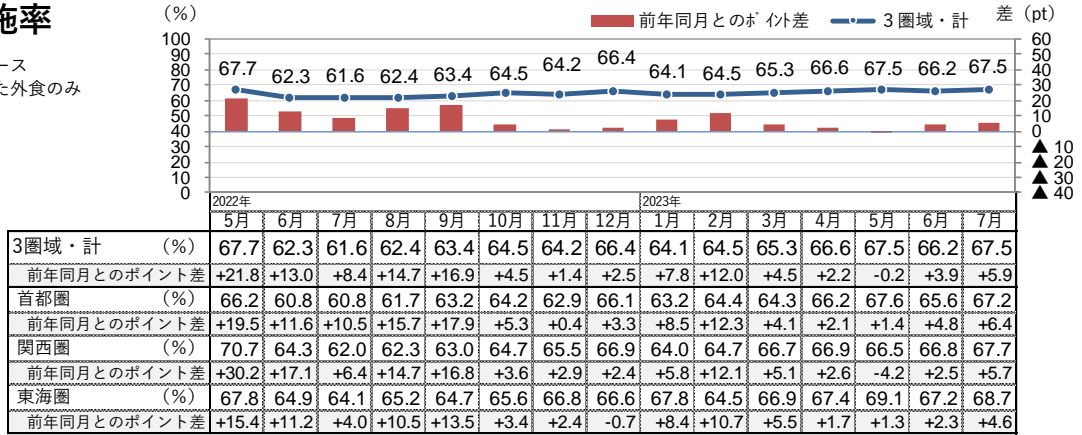 施率
ース
た外食のみ
(%) 前年同月とのポイント差 3圏域・計 差 (pt)
100 60
90 50
80 40
70 30
60 20
50 10
40 0
30 ▲ 10
20 ▲ 20
10 ▲ 30
0 ▲ 40
67.7 62.3 61.6 62.4 63.4 64.5 64.2 66.4 64.1 64.5 65.3 66.6 67.5 66.2 67.5
2022年 2023年
5月 6月 7月 8月 9月 10月 11月 12月 1月 2月 3月 4月 5月 6月 7月
3圏域・計 (%) 67.7 62.3 61.6 62.4 63.4 64.5 64.2 66.4 64.1 64.5 65.3 66.6 67.5 66.2 67.5
前年同月とのポイント差 +21.8 +13.0 +8.4 +14.7 +16.9 +4.5 +1.4 +2.5 +7.8 +12.0 +4.5 +2.2 -0.2 +3.9 +5.9
首都圏 (%) 66.2 60.8 60.8 61.7 63.2 64.2 62.9 66.1 63.2 64.4 64.3 66.2 67.6 65.6 67.2
前年同月とのポイント差 +19.5 +11.6 +10.5 +15.7 +17.9 +5.3 +0.4 +3.3 +8.5 +12.3 +4.1 +2.1 +1.4 +4.8 +6.4
関西圏 (%) 70.7 64.3 62.0 62.3 63.0 64.7 65.5 66.9 64.0 64.7 66.7 66.9 66.5 66.8 67.7
前年同月とのポイント差 +30.2 +17.1 +6.4 +14.7 +16.8 +3.6 +2.9 +2.4 +5.8 +12.1 +5.1 +2.6 -4.2 +2.5 +5.7
東海圏 (%) 67.8 64.9 64.1 65.2 64.7 65.6 66.8 66.6 67.8 64.5 66.9 67.4 69.1 67.2 68.7
前年同月とのポイント差 +15.4 +11.2 +4.0 +10.5 +13.5 +3.4 +2.4 -0.7 +8.4 +10.7 +5.5 +1.7 +1.3 +2.3 +4.6